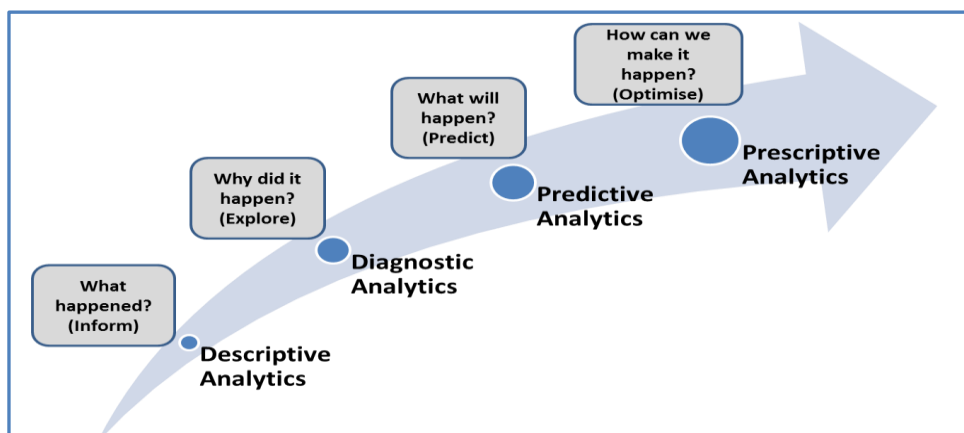 What
happened?
(Inform)
Descriptive
Analytics
Why did it
happen?
(Explore)
Diagnostic
Analytics
What will
happen?
(Predict)
Predictive
Analytics
How can we
make it
happen?
(Optimise)
Prescriptive
Analytics